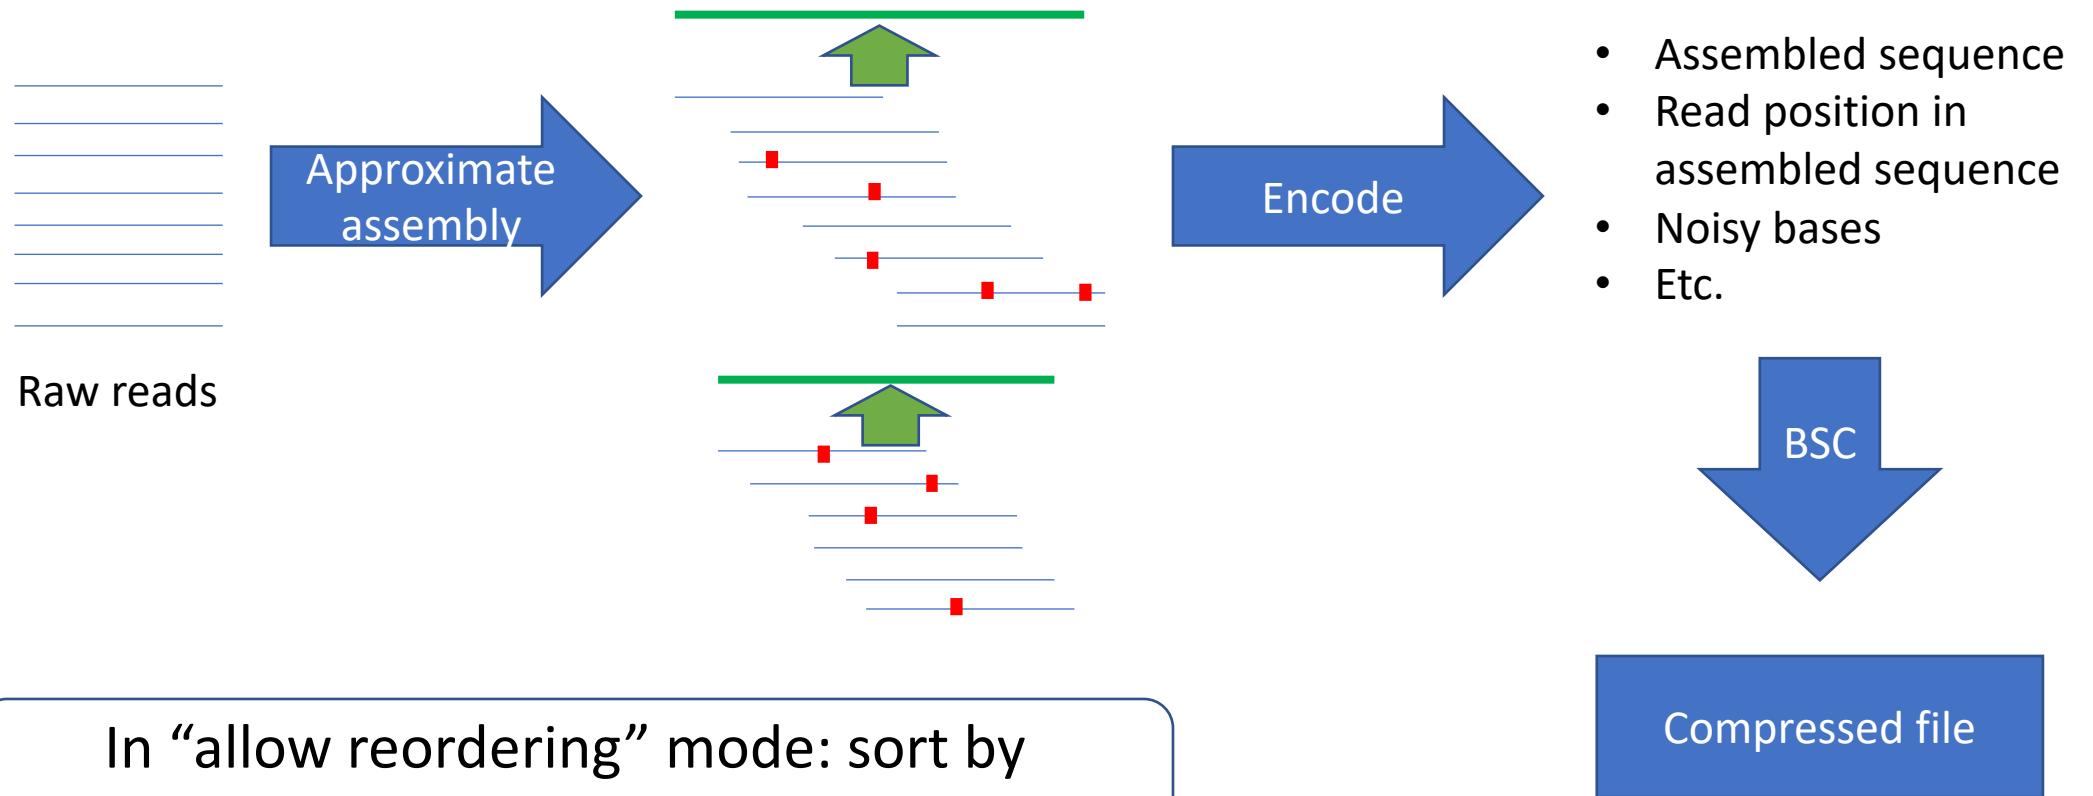 Raw reads
Approximate
assembly
Encode
• Assembled sequence
• Read position in
assembled sequence
• Noisy bases
• Etc.
BSC
Compressed file
In “allow reordering” mode: sort by